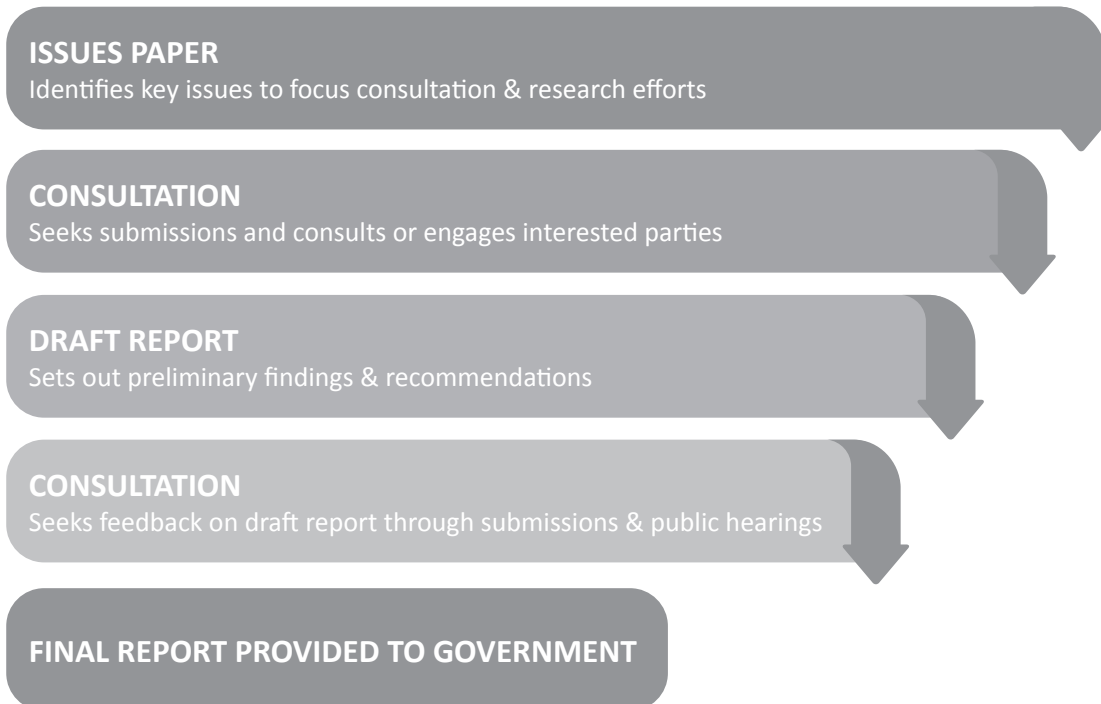 ISSUES PAPER
Identifies key issues to focus consultation & research efforts
CONSULTATION
Seeks submissions and consults or engages interested parties
DRAFT REPORT
Sets out preliminary findings & recommendations
CONSULTATION
Seeks feedback on draft report through submissions & public hearings
FINAL REPORT PROVIDED TO GOVERNMENT